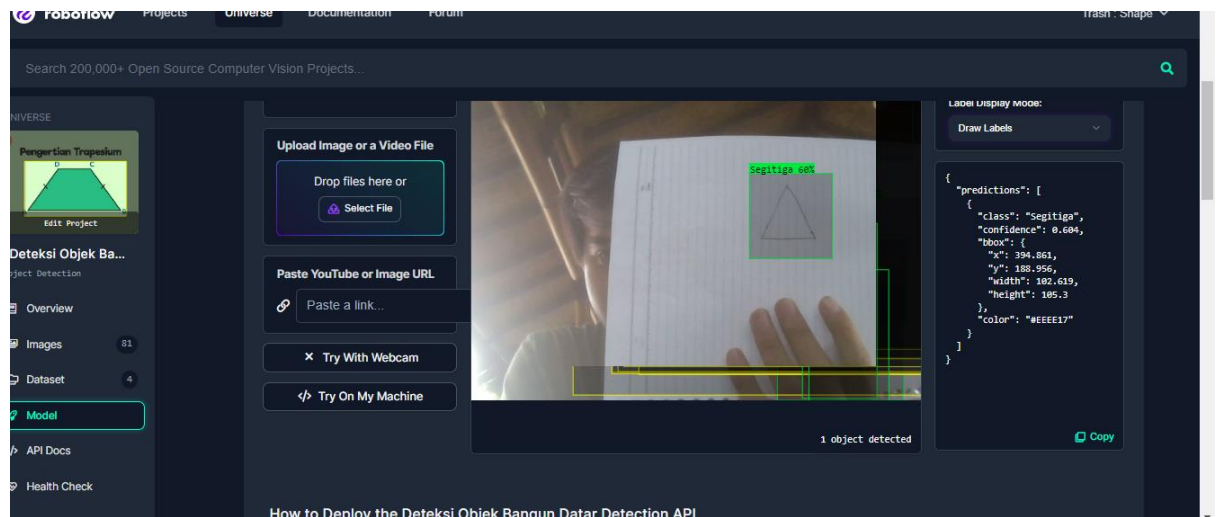 roboflow Projects Universe Documentation Forum Trash : Shape
Search 200,000+ Open Source Computer Vision Projects...
UNIVERSE
Pengertian Trapesium
D C
Edit Project
Deteksi Objek Ba...
Object Detection
Overview
Images 81
Dataset 4
Model
API Docs
Health Check
Upload Image or a Video File
Drop files here or
Select File
Paste YouTube or Image URL
Paste a link...
Try With Webcam
</> Try On My Machine
Segitiga 60%
1 object detected
Label Display Mode:
Draw Labels
{
"predictions": [
{
"class": "Segitiga",
"confidence": 0.604,
"bbox": {
"x": 394.861,
"y": 188.956,
"width": 102.619,
"height": 105.3
},
"color": "#EEEE17"
}
]
}
Copy
How to Deploy the Deteksi Objek Bangun Datar Detection API